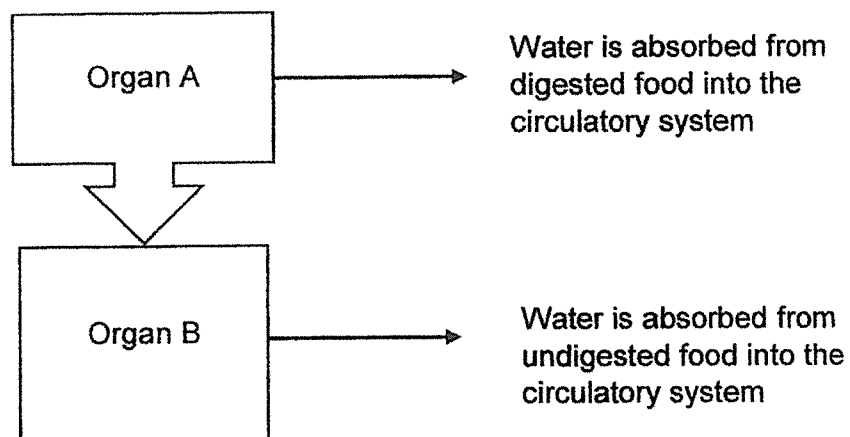 Organ A
Water is absorbed from
digested food into the
circulatory system
Organ B
Water is absorbed from
undigested food into the
circulatory system